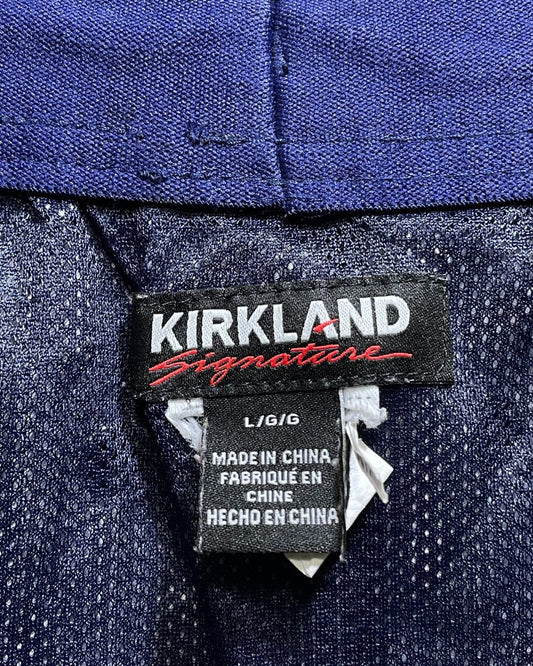 KIRKLAND
Signature
L/G/G
MADE IN CHINA
FABRIQUÉ EN
CHINE
HECHO EN CHINA